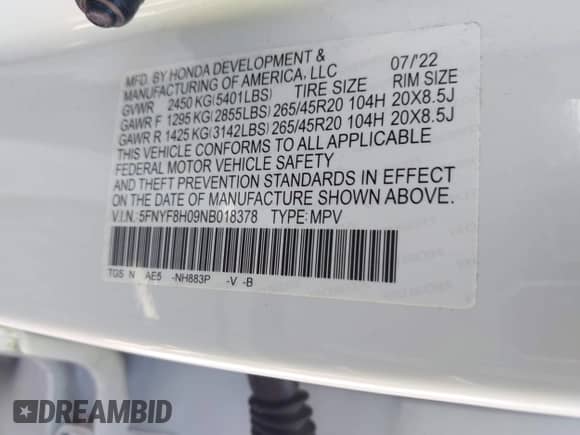 MFD. BY HONDA DEVELOPMENT & 07/'22
MANUFACTURING OF AMERICA, LLC
GVWR 2450 KG(5401LBS) TIRE SIZE RIM SIZE
GAWR F 1295 KG(2855LBS) 265/45R20 104H 20X8.5J
GAWR R 1425 KG(3142LBS) 265/45R20 104H 20X8.5J
THIS VEHICLE CONFORMS TO ALL APPLICABLE
FEDERAL MOTOR VEHICLE SAFETY
AND THEFT PREVENTION STANDARDS IN EFFECT
ON THE DATE OF MANUFACTURE SHOWN ABOVE.
V.I.N.: 5FNYF8H09NB018378 TYPE: MPV
TGS N AE5 -NH883P -V -B
DREAMBID